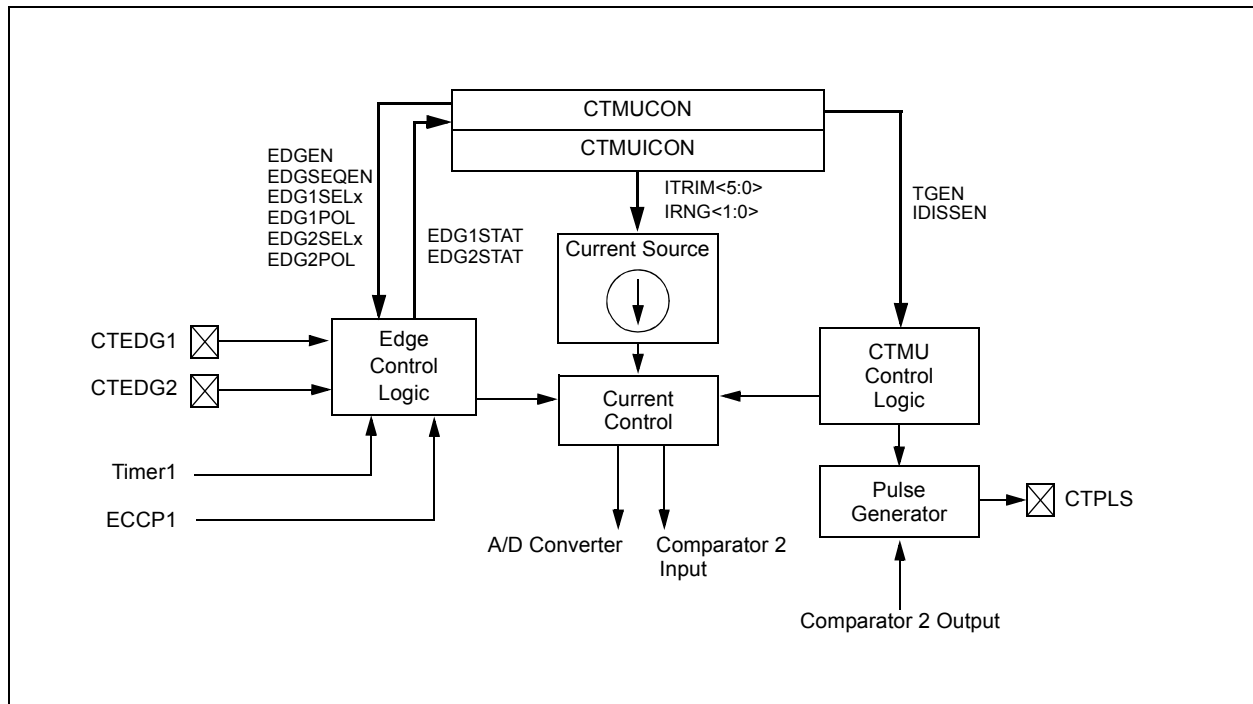 CTMUCON
CTMUICON
EDGEN
EDGSEQEN
EDG1SELx
EDG1POL
EDG2SELx
EDG2POL
EDG1STAT
EDG2STAT
ITRIM<5:0>
IRNG<1:0>
TGEN
IDISSEN
Current Source
CTEDG1
CTEDG2
Edge
Control
Logic
Current
Control
CTMU
Control
Logic
Timer1
ECCP1
Pulse
Generator
CTPLS
A/D Converter
Comparator 2
Input
Comparator 2 Output